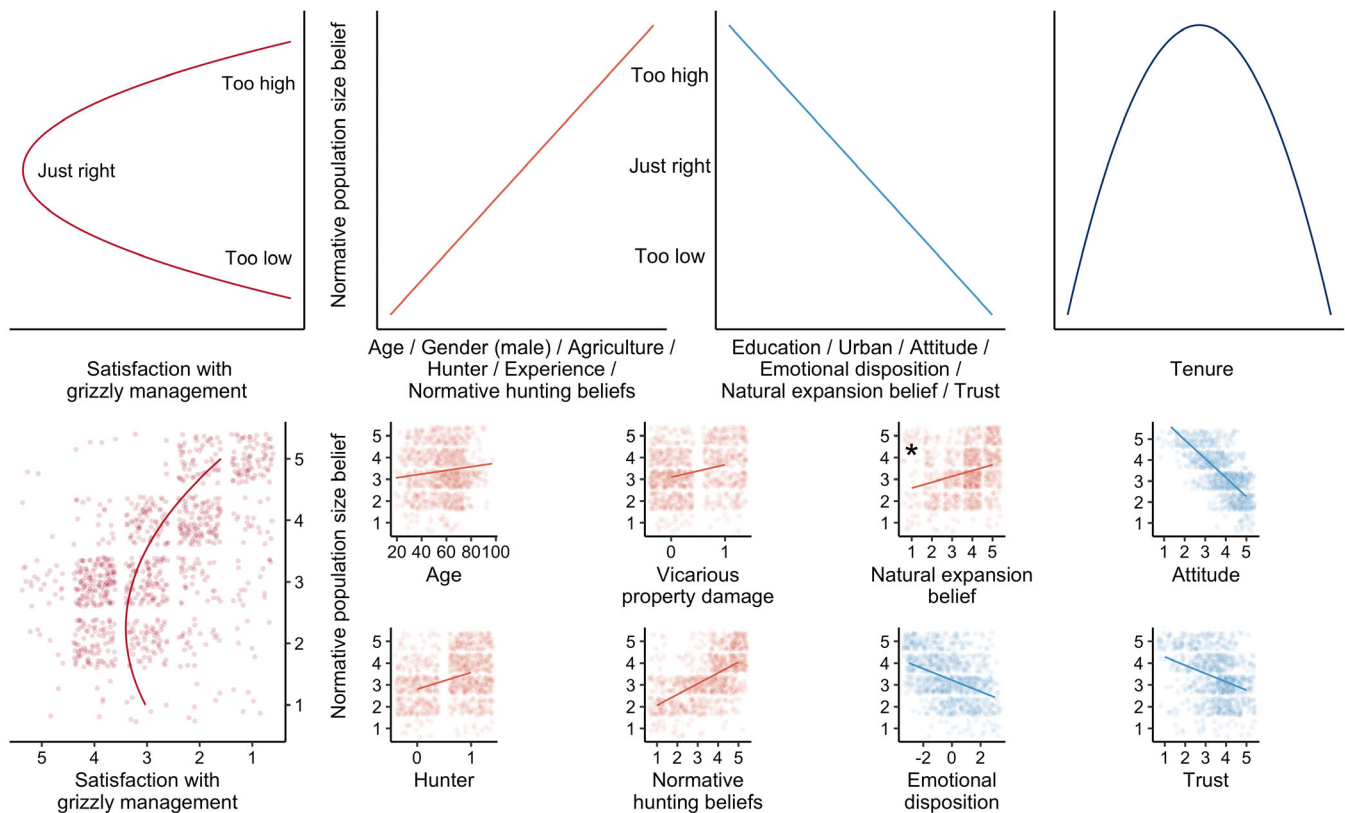 Too high
Just right
Too low
Satisfaction with
grizzly management
Normative population size belief
Age / Gender (male) / Agriculture /
Hunter / Experience /
Normative hunting beliefs
Too high
Just right
Too low
Education / Urban / Attitude /
Emotional disposition /
Natural expansion belief / Trust
Tenure
5
4
3
2
1
5 4 3 2 1
Satisfaction with
grizzly management
Normative population size belief
5
4
3
2
1
20 40 60 80 100
Age
5
4
3
2
1
0 1
Vicarious
property damage
5
4
3
2
1
*
1 2 3 4 5
Natural expansion
belief
5
4
3
2
1
1 2 3 4 5
Attitude
5
4
3
2
1
0 1
Hunter
5
4
3
2
1
1 2 3 4 5
Normative
hunting beliefs
5
4
3
2
1
-2 0 2
Emotional
disposition
5
4
3
2
1
1 2 3 4 5
Trust